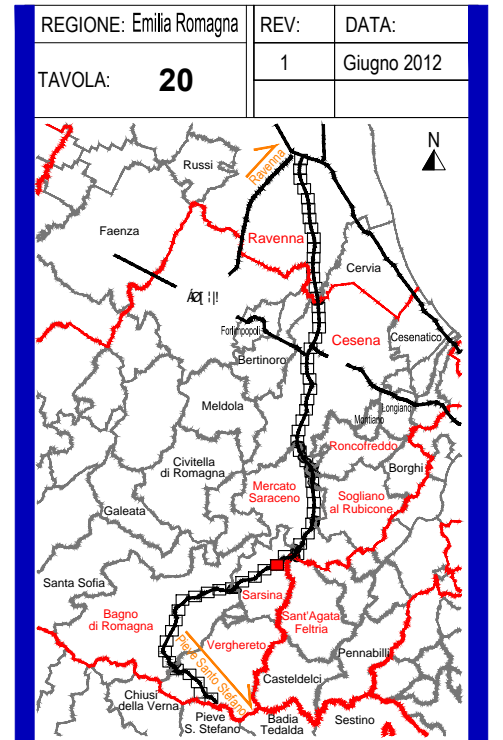 REGIONE: Emilia Romagna
REV:
DATA:
TAVOLA: 20
1
Giugno 2012
N
Russi
Ravenna
Faenza
Ravenna
Cervia
Forlimpopoli
Cesena
Cesenatico
Bertinoro
Meldola
Longiano
Montiano
Roncofreddo
Civitella
di Romagna
Borghi
Mercato
Saraceno
Sogliano
al Rubicone
Galeata
Santa Sofia
Sarsina
Bagno
di Romagna
Sant'Agata
Feltria
Verghereto
Pieve Santo Stefano
Pennabilli
Casteldelci
Chiusi
della Verna
Pieve
S. Stefano
Badia
Tedalda
Sestino